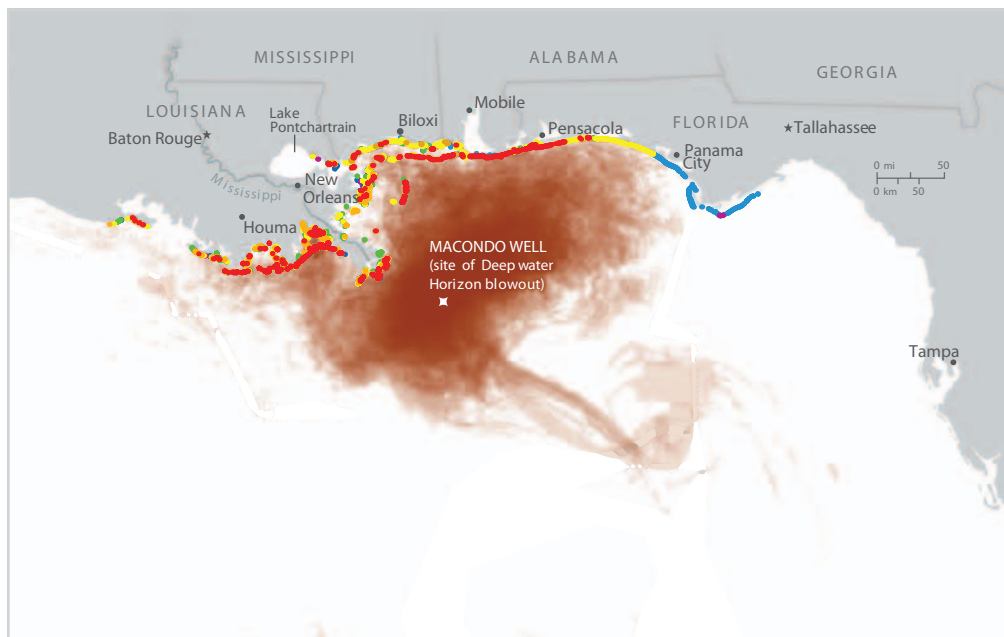 MISSISSIPPI
ALABAMA
GEORGIA
LOUISIANA
Lake
Pontchartrain
Biloxi
Mobile
Pensacola
FLORIDA
Tallahassee
Baton Rouge
Panama
City
0 mi 50
0 km 50
Mississippi
New
Orleans
Houma
MACONDO WELL
(site of Deep water
Horizon blowout)
Tampa